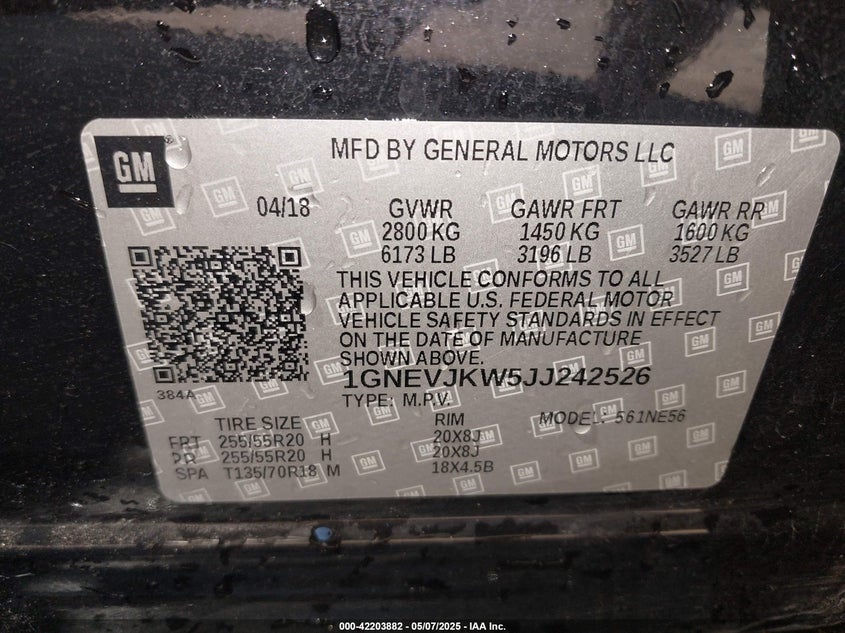 GM
MFD BY GENERAL MOTORS LLC
04/18 GVWR GAWR FRT GAWR RR
2800 KG 1450 KG 1600 KG
6173 LB 3196 LB 3527 LB
THIS VEHICLE CONFORMS TO ALL
APPLICABLE U.S. FEDERAL MOTOR
VEHICLE SAFETY STANDARDS IN EFFECT
ON THE DATE OF MANUFACTURE
SHOWN ABOVE.
1GNEVJKW5JJ242526
384A
TYPE: M.P.V.
TIRE SIZE RIM MODEL: 561NE56
FRT 255/55R20 H 20X8J
RR 255/55R20 H 20X8J
SPA T135/70R18 M 18X4.5B
000-42203882 - 05/07/2025 - IAA Inc.